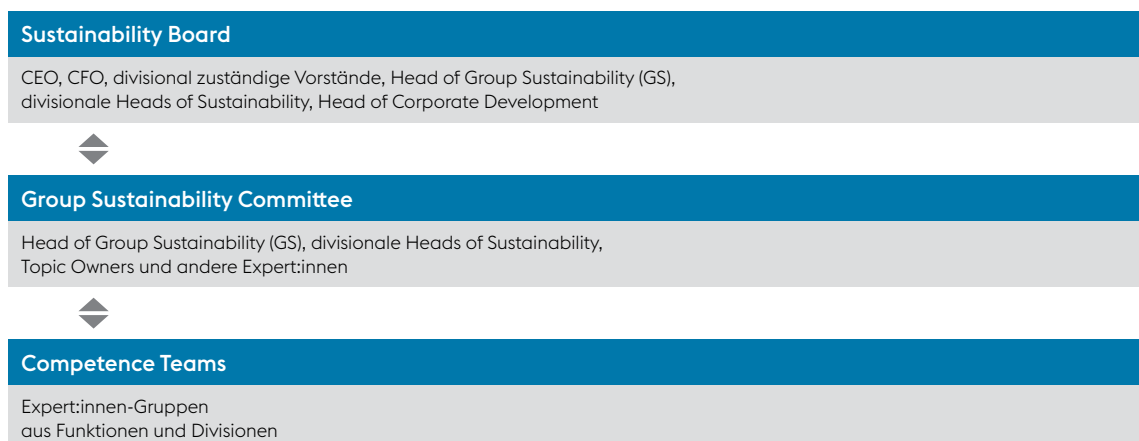 Sustainability Board
CEO, CFO, divisional zuständige Vorstände, Head of Group Sustainability (GS),
divisionale Heads of Sustainability, Head of Corporate Development
Group Sustainability Committee
Head of Group Sustainability (GS), divisionale Heads of Sustainability,
Topic Owners und andere Expert:innen
Competence Teams
Expert:innen-Gruppen
aus Funktionen und Divisionen